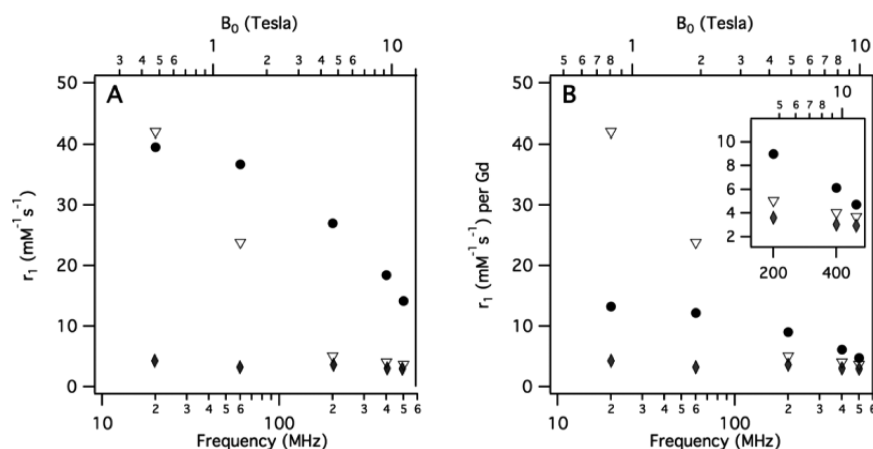 B0 (Tesla)
3 4 5 6 1 2 3 4 5 6 10
A
50
40
30
20
10
0
r1 (mM-1 s-1)
10 2 3 4 5 6 100 2 3 4 5 6
Frequency (MHz)
B0 (Tesla)
5 6 7 8 1 2 3 4 5 6 7 8 10
B
50
40
30
20
10
0
r1 (mM-1 s-1) per Gd
10 2 3 4 5 6 100 2 3 4 5 6
Frequency (MHz)
5 6 7 8 10
10
8
6
4
2
200 400